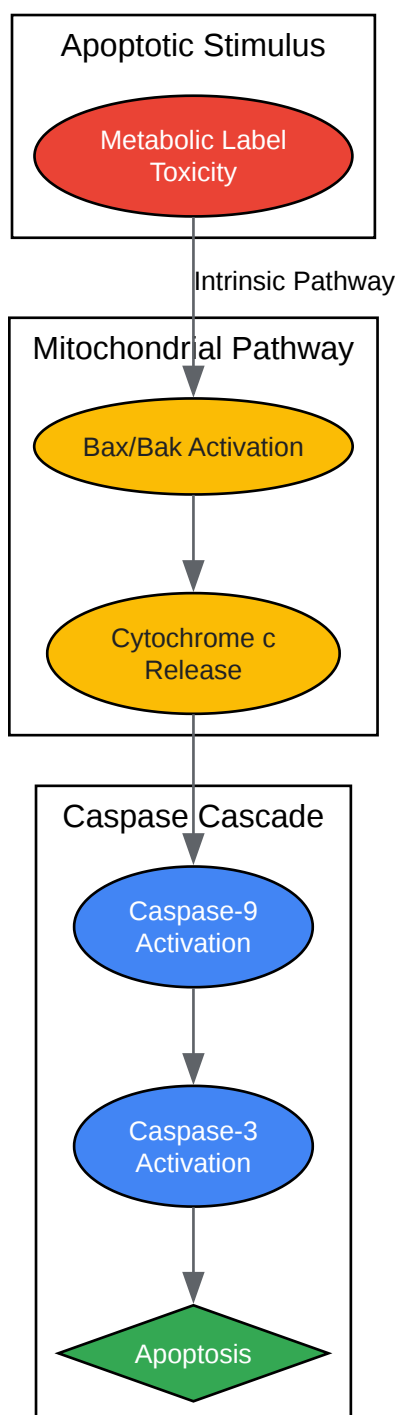 Apoptotic Stimulus
Metabolic Label
Toxicity
Intrinsic Pathway
Mitochondrial Pathway
Bax/Bak Activation
Cytochrome c
Release
Caspase Cascade
Caspase-9
Activation
Caspase-3
Activation
Apoptosis